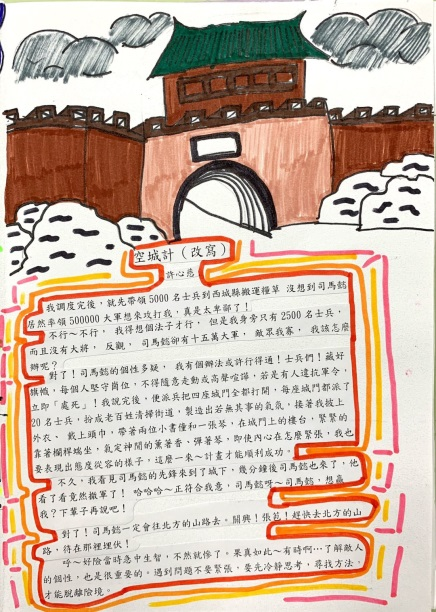 空城計（改寫）
許心慈
我調度完後，就先帶領5000名士兵到西城縣搬運糧草 沒想到司馬懿
居然率領500000大軍想來攻打我，真是太卑鄙了！
不行～不行， 我得想個法子才行， 但是我身旁只有2500名士兵，
而且沒有大將， 反觀， 司馬懿卻有十五萬大軍， 敵眾我寡， 我該怎麼
辦呢？
對了！司馬懿的個性多疑， 我有個辦法或許行得通！士兵們！藏好
旗幟，每個人堅守崗位，不得隨意走動或高聲喧譁，若是有人違抗軍令，
立即「處死」！我說完後，便派兵把四座城門全都打開，每座城門都派了
20名士兵，扮成老百姓清掃街道，製造出若無其事的氣氛，接著我披上
外衣， 戴上頭巾，帶著兩位小書僮和一張琴，在城門上的樓台，緊緊的
靠著欄桿端坐，氣定神閒的薰著香，彈著琴，即使內心在怎麼緊張，我也
要表現出態度從容的樣子，這麼一來～計畫才能順利成功。
不久，我看見司馬懿的先鋒來到了城下，幾分鐘後司馬懿也來了，他
看了看竟然撤軍了！ 哈哈哈～正符合我意，司馬懿呀～司馬懿，想贏
我？下輩子再說吧！
對了！司馬懿一定會往北方的山路去。關興！張苞！趕快去北方的山
路，待在那裡埋伏！
呼～好險當時急中生智，不然就慘了。果真如此～有時啊…了解敵人
的個性，也是很重要的。遇到問題不要緊張，要先冷靜思考，尋找方法，
才能脫離險境。